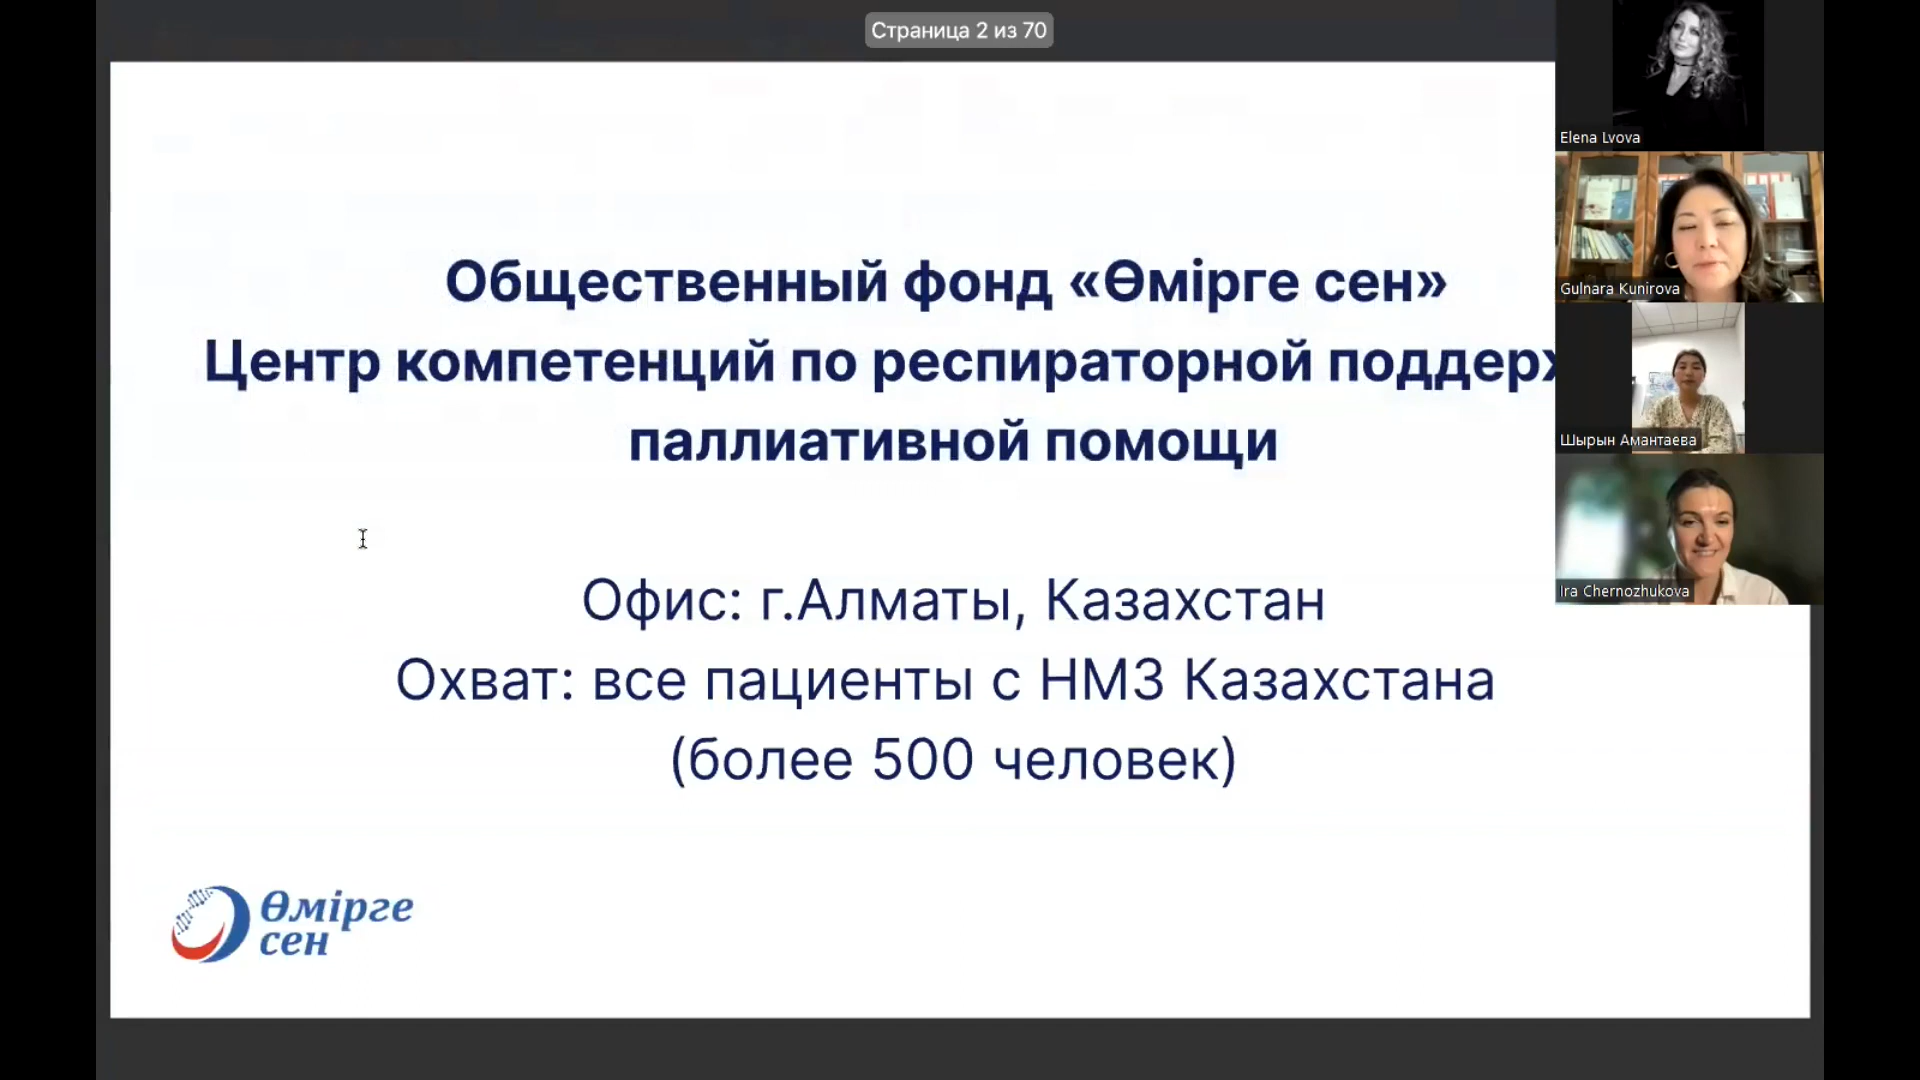 Страница 2 из 70
Общественный фонд «Өмірге сен»
Центр компетенций по респираторной
паллиативной помощи
Офис: г.Алматы, Казахстан
Охват: все пациенты с НМЗ Казахстана
(более 500 человек)
Өмірге
сен
Elena Lvova
Gulnara Kunirova
Шырын Амантаева
Ira Chernozhukova